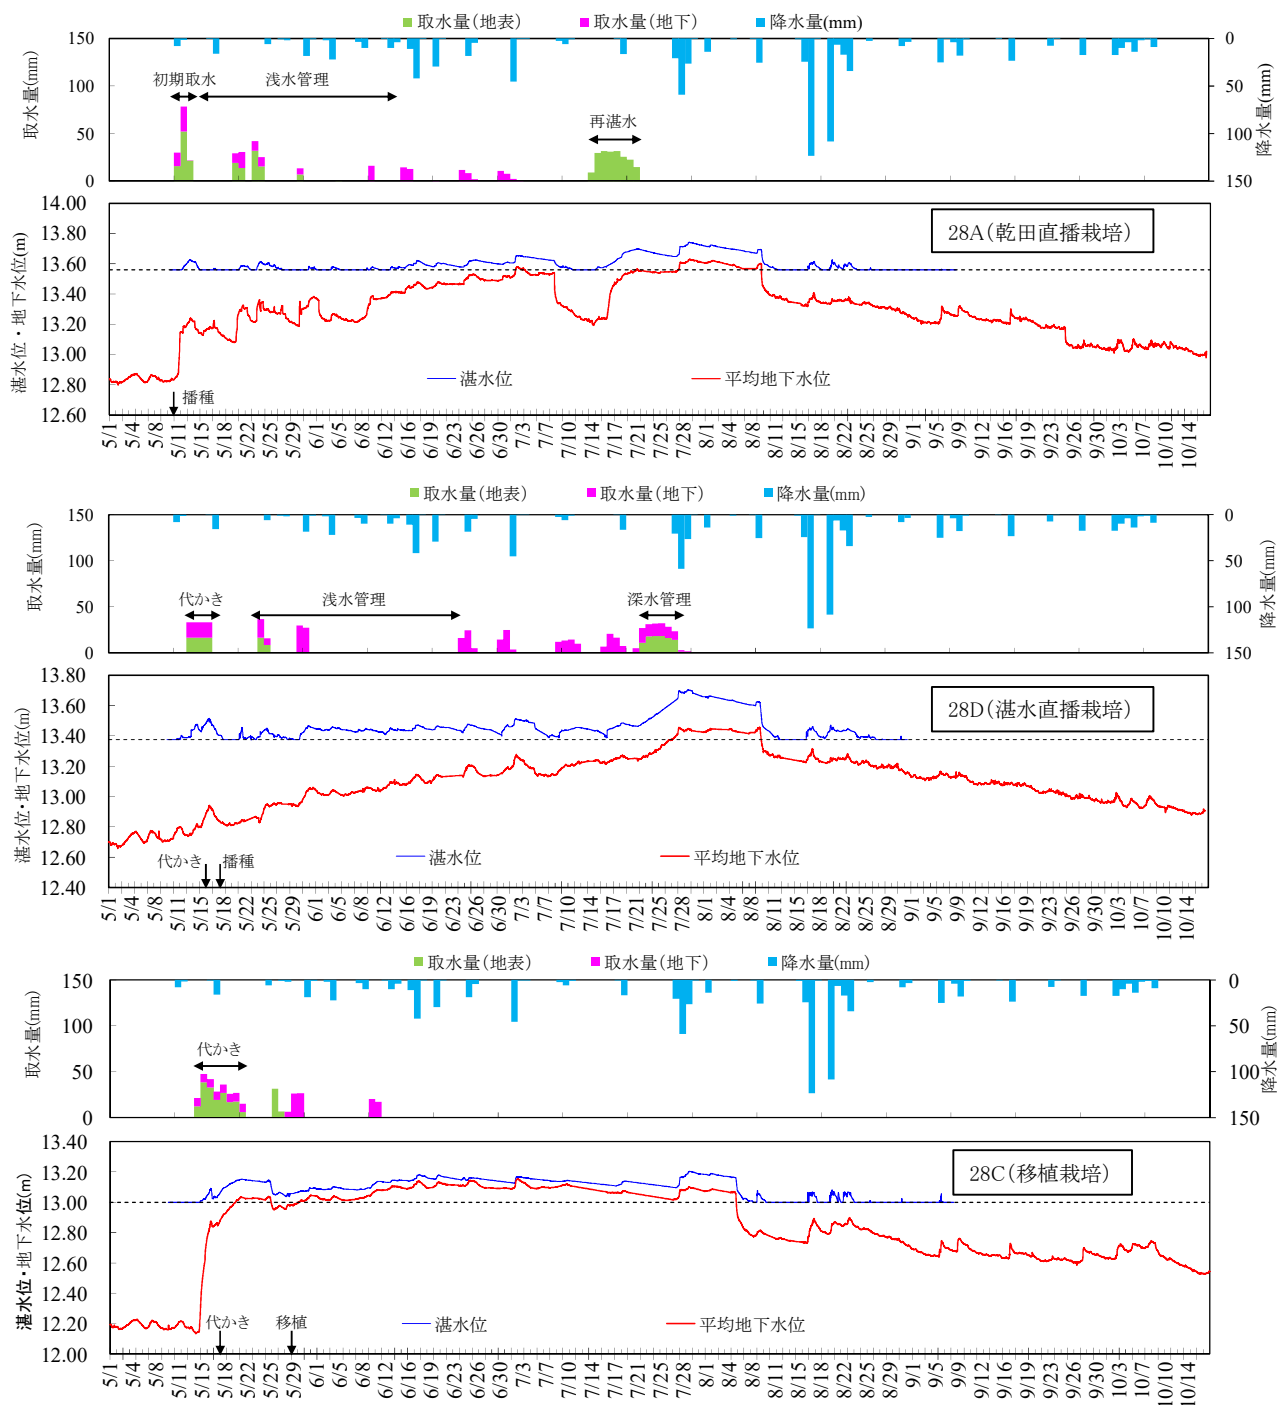 取水量(地表) 取水量(地下) 降水量(mm)
取水量(mm)
150
100
50
0
初期取水 浅水管理 再湛水
0
50
100
150
降水量(mm)
湛水位・地下水位(m)
14.00
13.80
13.60
13.40
13.20
13.00
12.80
12.60
28A(乾田直播栽培)
湛水位 平均地下水位
播種
5/1 5/4 5/8 5/11 5/15 5/18 5/22 5/25 5/29 6/1 6/5 6/8 6/12 6/16 6/19 6/23 6/26 6/30 7/3 7/7 7/10 7/14 7/17 7/21 7/25 7/28 8/1 8/4 8/8 8/11 8/15 8/18 8/22 8/25 8/29 9/1 9/5 9/9 9/12 9/16 9/19 9/23 9/26 9/30 10/3 10/7 10/10 10/14
取水量(地表) 取水量(地下) 降水量(mm)
取水量(mm)
150
100
50
0
代かき 浅水管理 深水管理
0
50
100
150
降水量(mm)
湛水位・地下水位(m)
13.80
13.60
13.40
13.20
13.00
12.80
12.60
12.40
28D(湛水直播栽培)
湛水位 平均地下水位
代かき 播種
5/1 5/4 5/8 5/11 5/15 5/18 5/22 5/25 5/29 6/1 6/5 6/8 6/12 6/16 6/19 6/23 6/26 6/30 7/3 7/7 7/10 7/14 7/17 7/21 7/25 7/28 8/1 8/4 8/8 8/11 8/15 8/18 8/22 8/25 8/29 9/1 9/5 9/9 9/12 9/16 9/19 9/23 9/26 9/30 10/3 10/7 10/10 10/14
取水量(地表) 取水量(地下) 降水量(mm)
取水量(mm)
150
100
50
0
代かき
0
50
100
150
降水量(mm)
湛水位・地下水位(m)
13.40
13.20
13.00
12.80
12.60
12.40
12.20
12.00
28C(移植栽培)
代かき 移植 湛水位 平均地下水位
5/1 5/4 5/8 5/11 5/15 5/18 5/22 5/25 5/29 6/1 6/5 6/8 6/12 6/16 6/19 6/23 6/26 6/30 7/3 7/7 7/10 7/14 7/17 7/21 7/25 7/28 8/1 8/4 8/8 8/11 8/15 8/18 8/22 8/25 8/29 9/1 9/5 9/9 9/12 9/16 9/19 9/23 9/26 9/30 10/3 10/7 10/10 10/14